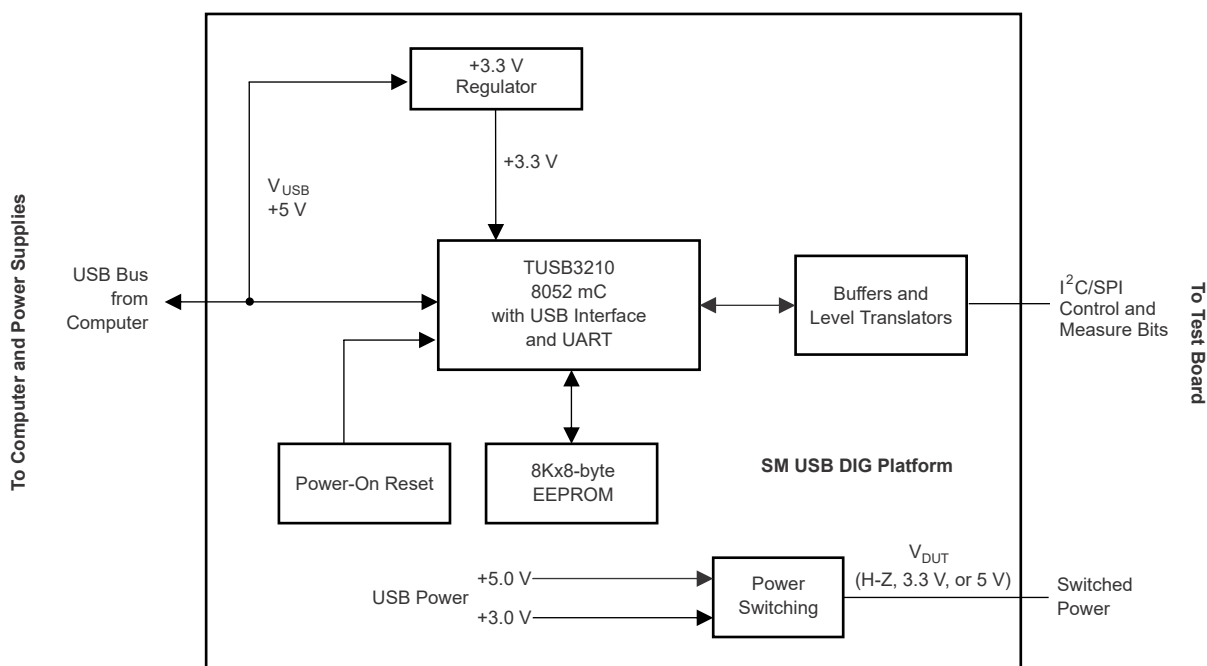 +3.3 V
Regulator
+3.3 V
V_USB
+5 V
To Computer and Power Supplies
USB Bus
from
Computer
TUSB3210
8052 mC
with USB Interface
and UART
Buffers and
Level Translators
I²C/SPI
Control and
Measure Bits
To Test Board
Power-On Reset
8Kx8-byte
EEPROM
SM USB DIG Platform
USB Power
+5.0 V
+3.0 V
Power
Switching
V_DUT
(H-Z, 3.3 V, or 5 V)
Switched
Power